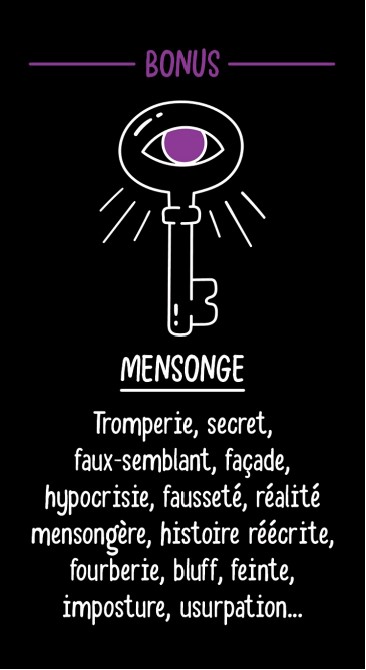 BONUS
MENSONGE
Tromperie, secret,
faux-semblant, façade,
hypocrisie, fausseté, réalité
mensongère, histoire réécrite,
fourberie, bluff, feinte,
imposture, usurpation...